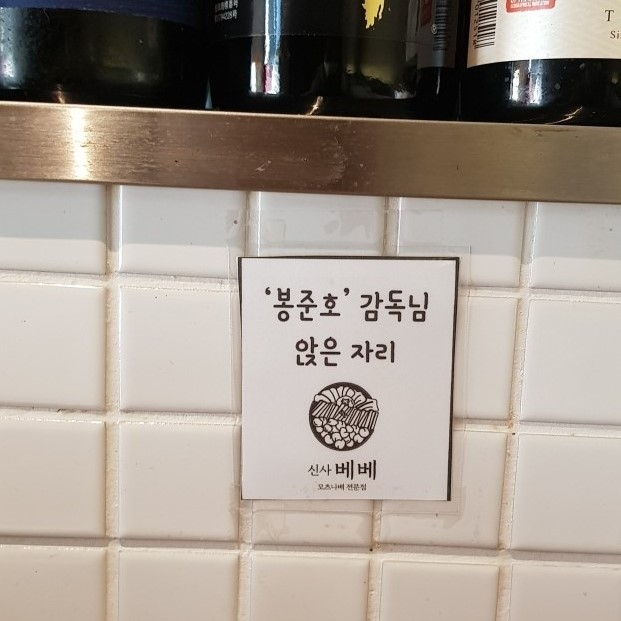 '봉준호' 감독님
앉은 자리
신사 베베
모츠나베 전문점